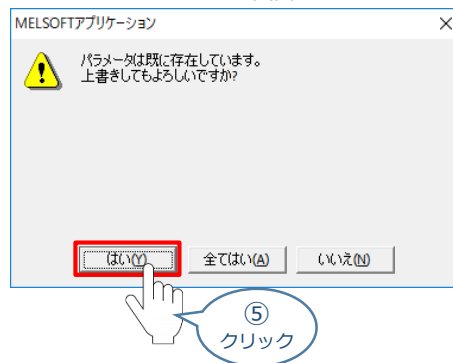 MELSOFTアプリケーション
パラメータは既に存在しています。
上書きしてもよろしいですか?
はい(Y)
全てはい(A)
いいえ(N)
⑤
クリック